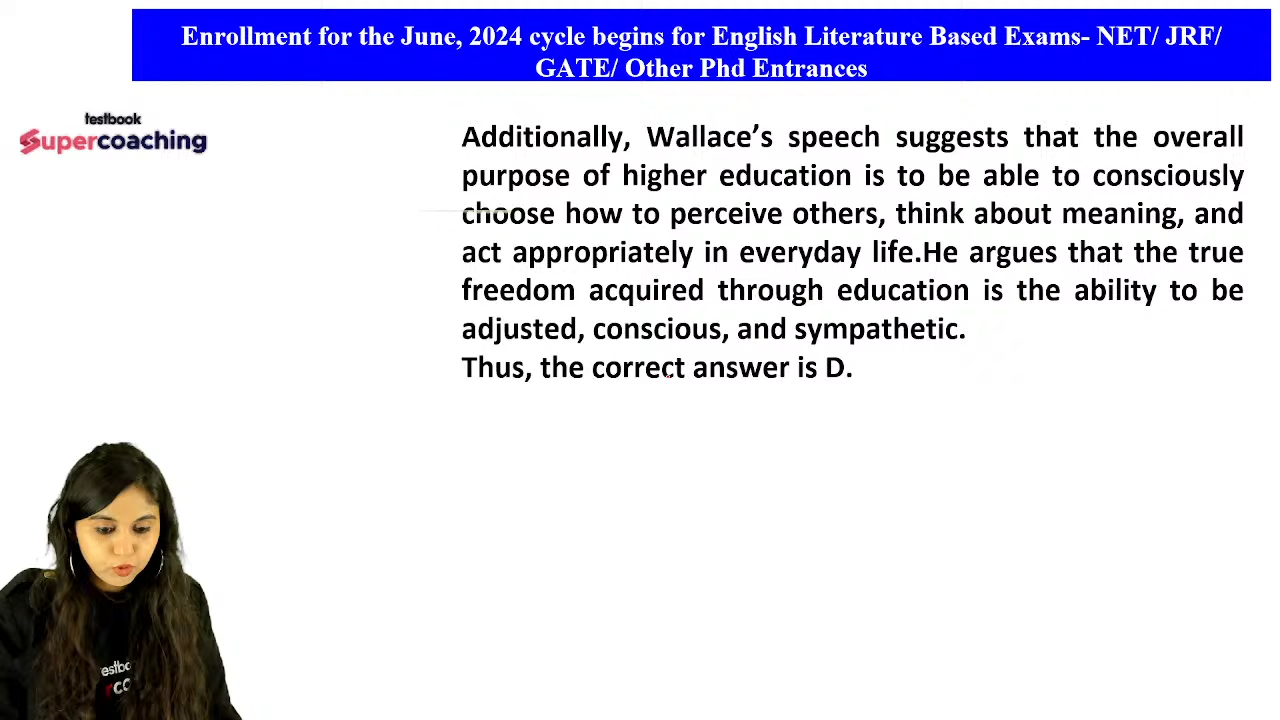 Enrollment for the June, 2024 cycle begins for English Literature Based Exams- NET/ JRF/
GATE/ Other Phd Entrances
testbook
Supercoaching
Additionally, Wallace's speech suggests that the overall
purpose of higher education is to be able to consciously
choose how to perceive others, think about meaning, and
act appropriately in everyday life.He argues that the true
freedom acquired through education is the ability to be
adjusted, conscious, and sympathetic.
Thus, the correct answer is D.